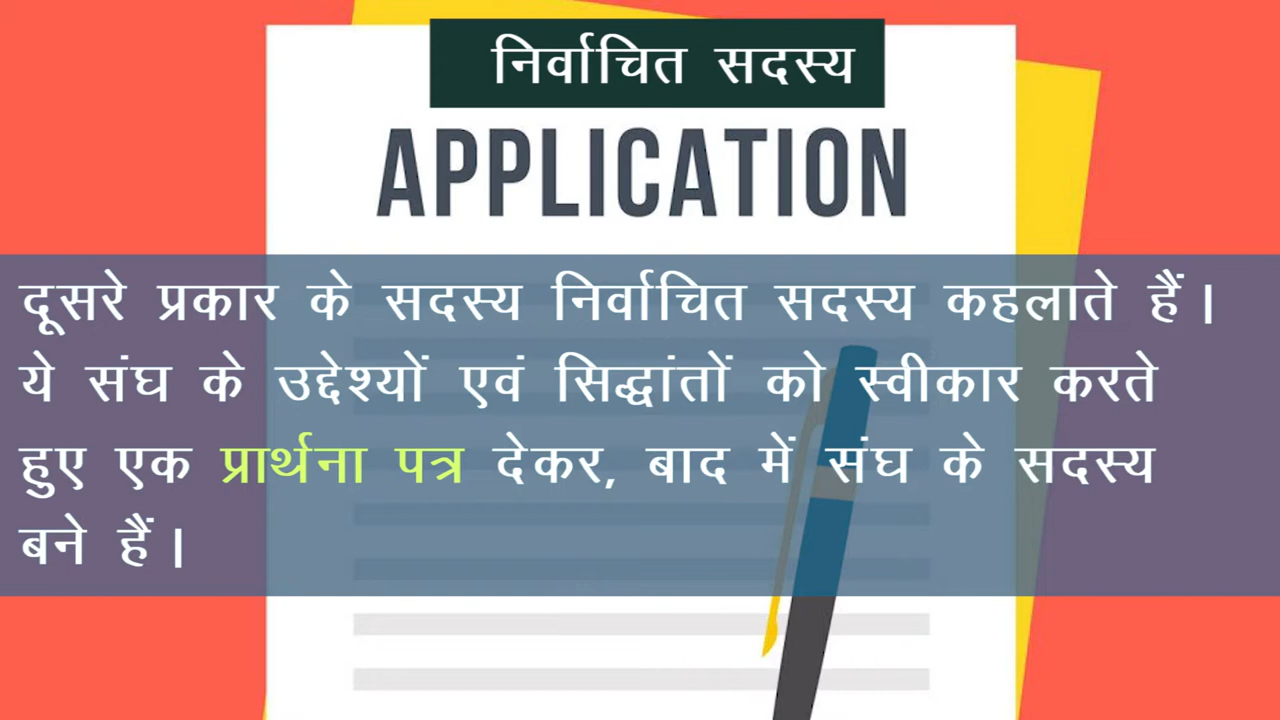 निर्वाचित सदस्य
APPLICATION
दूसरे प्रकार के सदस्य निर्वाचित सदस्य कहलाते हैं।
ये संघ के उद्देश्यों एवं सिद्धांतों को स्वीकार करते
हुए एक प्रार्थना पत्र देकर, बाद में संघ के सदस्य
बने हैं।